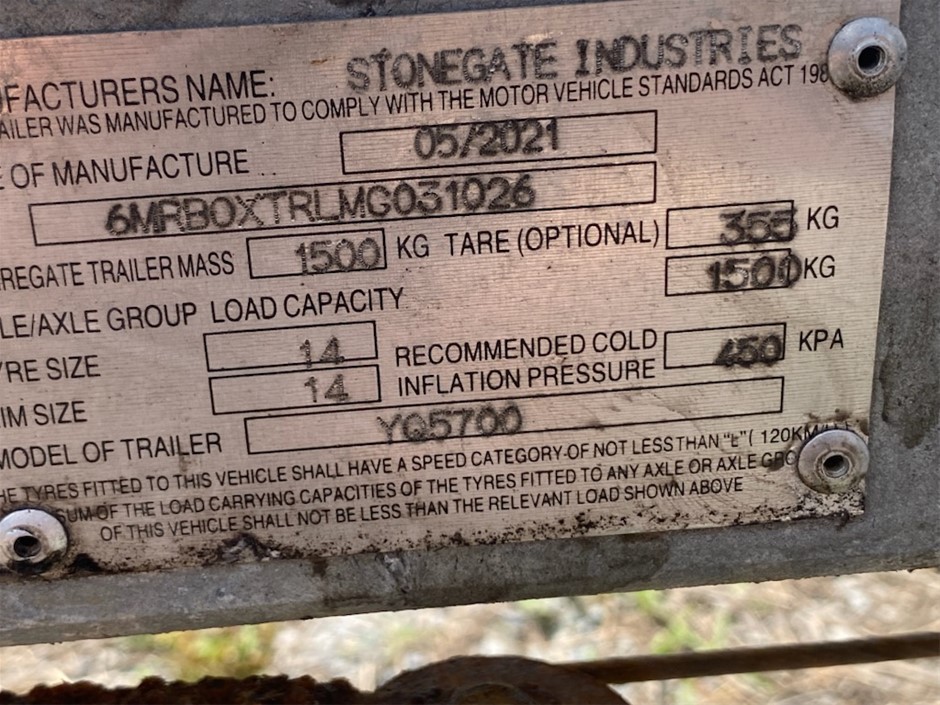 UFACTURERS NAME: STONEGATE INDUSTRIES
AILER WAS MANUFACTURED TO COMPLY WITH THE MOTOR VEHICLE STANDARDS ACT 198
E OF MANUFACTURE 05/2021
6MRBOXTRLMG031026
REGATE TRAILER MASS 1500 KG TARE (OPTIONAL) 355 KG
LE/AXLE GROUP LOAD CAPACITY 1500 KG
YRE SIZE 14 RECOMMENDED COLD
IM SIZE 14 INFLATION PRESSURE 450 KPA
MODEL OF TRAILER YQ5700
HE TYRES FITTED TO THIS VEHICLE SHALL HAVE A SPEED CATEGORY OF NOT LESS THAN "L" ( 120KM/
SUM OF THE LOAD CARRYING CAPACITIES OF THE TYRES FITTED TO ANY AXLE OR AXLE GRO
OF THIS VEHICLE SHALL NOT BE LESS THAN THE RELEVANT LOAD SHOWN ABOVE